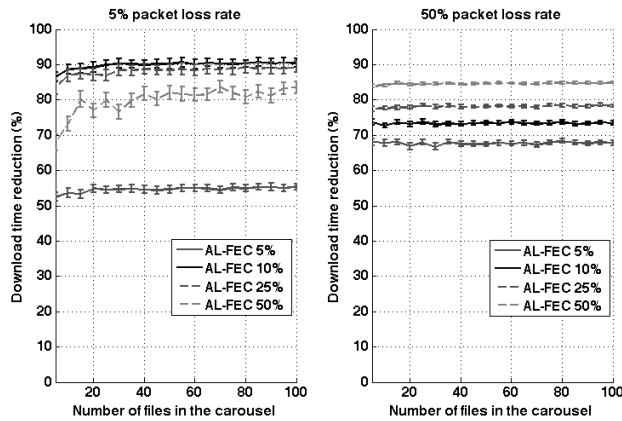 5% packet loss rate
100
90
80
70
60
50
40
30
20
10
0
Download time reduction (%)
AL-FEC 5%
AL-FEC 10%
AL-FEC 25%
AL-FEC 50%
20
40
60
80
100
Number of files in the carousel
50% packet loss rate
100
90
80
70
60
50
40
30
20
10
0
Download time reduction (%)
AL-FEC 5%
AL-FEC 10%
AL-FEC 25%
AL-FEC 50%
20
40
60
80
100
Number of files in the carousel